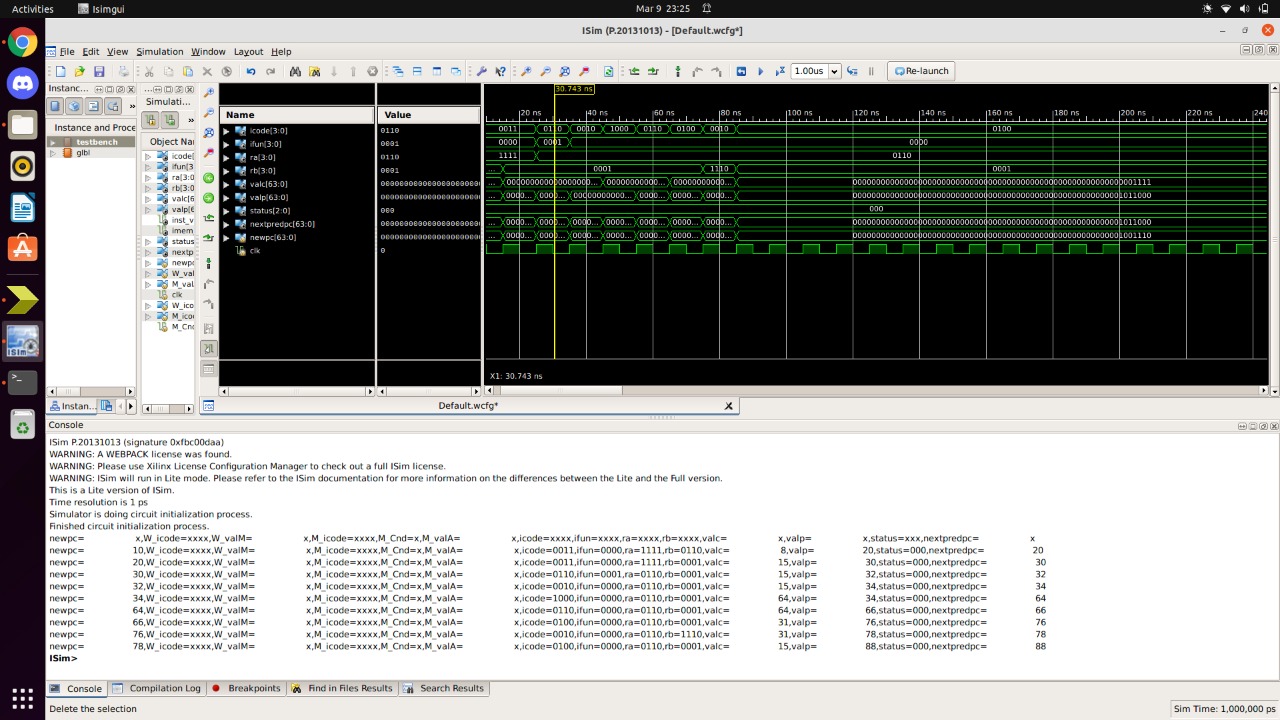 Activities Isimgui Mar 9 23:25
ISim (P.20131013) - [Default.wcfg*]
File Edit View Simulation Window Layout Help
1.00us Re-launch
Instanc...
Simulati...
Instance and Proce
testbench
glbl
Object Na
icode[
ifun[3
ra[3:0
rb[3:0
valc[6
valp[6
inst_v
imem_
status
nextp
newpc
W_val
M_val
clk
W_ico
M_ico
M_Cnd
Name Value
icode[3:0] 0110
ifun[3:0] 0001
ra[3:0] 0110
rb[3:0] 0001
valc[63:0]
valp[63:0]
status[2:0] 000
nextpredpc[63:0]
newpc[63:0]
clk 0
30.743 ns
20 ns 40 ns 60 ns 80 ns 100 ns 120 ns 140 ns 160 ns 180 ns 200 ns 220 ns 240
0011 0110 0010 1000 0110 0100 0010 0100
0000 0001 0000
1111 0110
... 0001 1110 0001
000
X1: 30.743 ns
Instan...
Default.wcfg*
Console
ISim P.20131013 (signature 0xfbc00daa)
WARNING: A WEBPACK license was found.
WARNING: Please use Xilinx License Configuration Manager to check out a full ISim license.
WARNING: ISim will run in Lite mode. Please refer to the ISim documentation for more information on the differences between the Lite and the Full version.
This is a Lite version of ISim.
Time resolution is 1 ps
Simulator is doing circuit initialization process.
Finished circuit initialization process.
newpc= x,W_icode=xxxx,W_valM= x,M_icode=xxxx,M_Cnd=x,M_valA= x,icode=xxxx,ifun=xxxx,ra=xxxx,rb=xxxx,valc= x,valp= x,status=xxx,nextpredpc= x
newpc= 10,W_icode=xxxx,W_valM= x,M_icode=xxxx,M_Cnd=x,M_valA= x,icode=0011,ifun=0000,ra=1111,rb=0110,valc= 8,valp= 20,status=000,nextpredpc= 20
newpc= 20,W_icode=xxxx,W_valM= x,M_icode=xxxx,M_Cnd=x,M_valA= x,icode=0011,ifun=0000,ra=1111,rb=0001,valc= 15,valp= 30,status=000,nextpredpc= 30
newpc= 30,W_icode=xxxx,W_valM= x,M_icode=xxxx,M_Cnd=x,M_valA= x,icode=0110,ifun=0001,ra=0110,rb=0001,valc= 15,valp= 32,status=000,nextpredpc= 32
newpc= 32,W_icode=xxxx,W_valM= x,M_icode=xxxx,M_Cnd=x,M_valA= x,icode=0010,ifun=0000,ra=0110,rb=0001,valc= 15,valp= 34,status=000,nextpredpc= 34
newpc= 34,W_icode=xxxx,W_valM= x,M_icode=xxxx,M_Cnd=x,M_valA= x,icode=1000,ifun=0000,ra=0110,rb=0001,valc= 64,valp= 34,status=000,nextpredpc= 64
newpc= 64,W_icode=xxxx,W_valM= x,M_icode=xxxx,M_Cnd=x,M_valA= x,icode=0110,ifun=0000,ra=0110,rb=0001,valc= 64,valp= 66,status=000,nextpredpc= 66
newpc= 66,W_icode=xxxx,W_valM= x,M_icode=xxxx,M_Cnd=x,M_valA= x,icode=0100,ifun=0000,ra=0110,rb=0001,valc= 31,valp= 76,status=000,nextpredpc= 76
newpc= 76,W_icode=xxxx,W_valM= x,M_icode=xxxx,M_Cnd=x,M_valA= x,icode=0010,ifun=0000,ra=0110,rb=1110,valc= 31,valp= 78,status=000,nextpredpc= 78
newpc= 78,W_icode=xxxx,W_valM= x,M_icode=xxxx,M_Cnd=x,M_valA= x,icode=0100,ifun=0000,ra=0110,rb=0001,valc= 15,valp= 88,status=000,nextpredpc= 88
ISim>
Console Compilation Log Breakpoints Find in Files Results Search Results
Delete the selection Sim Time: 1,000,000 ps